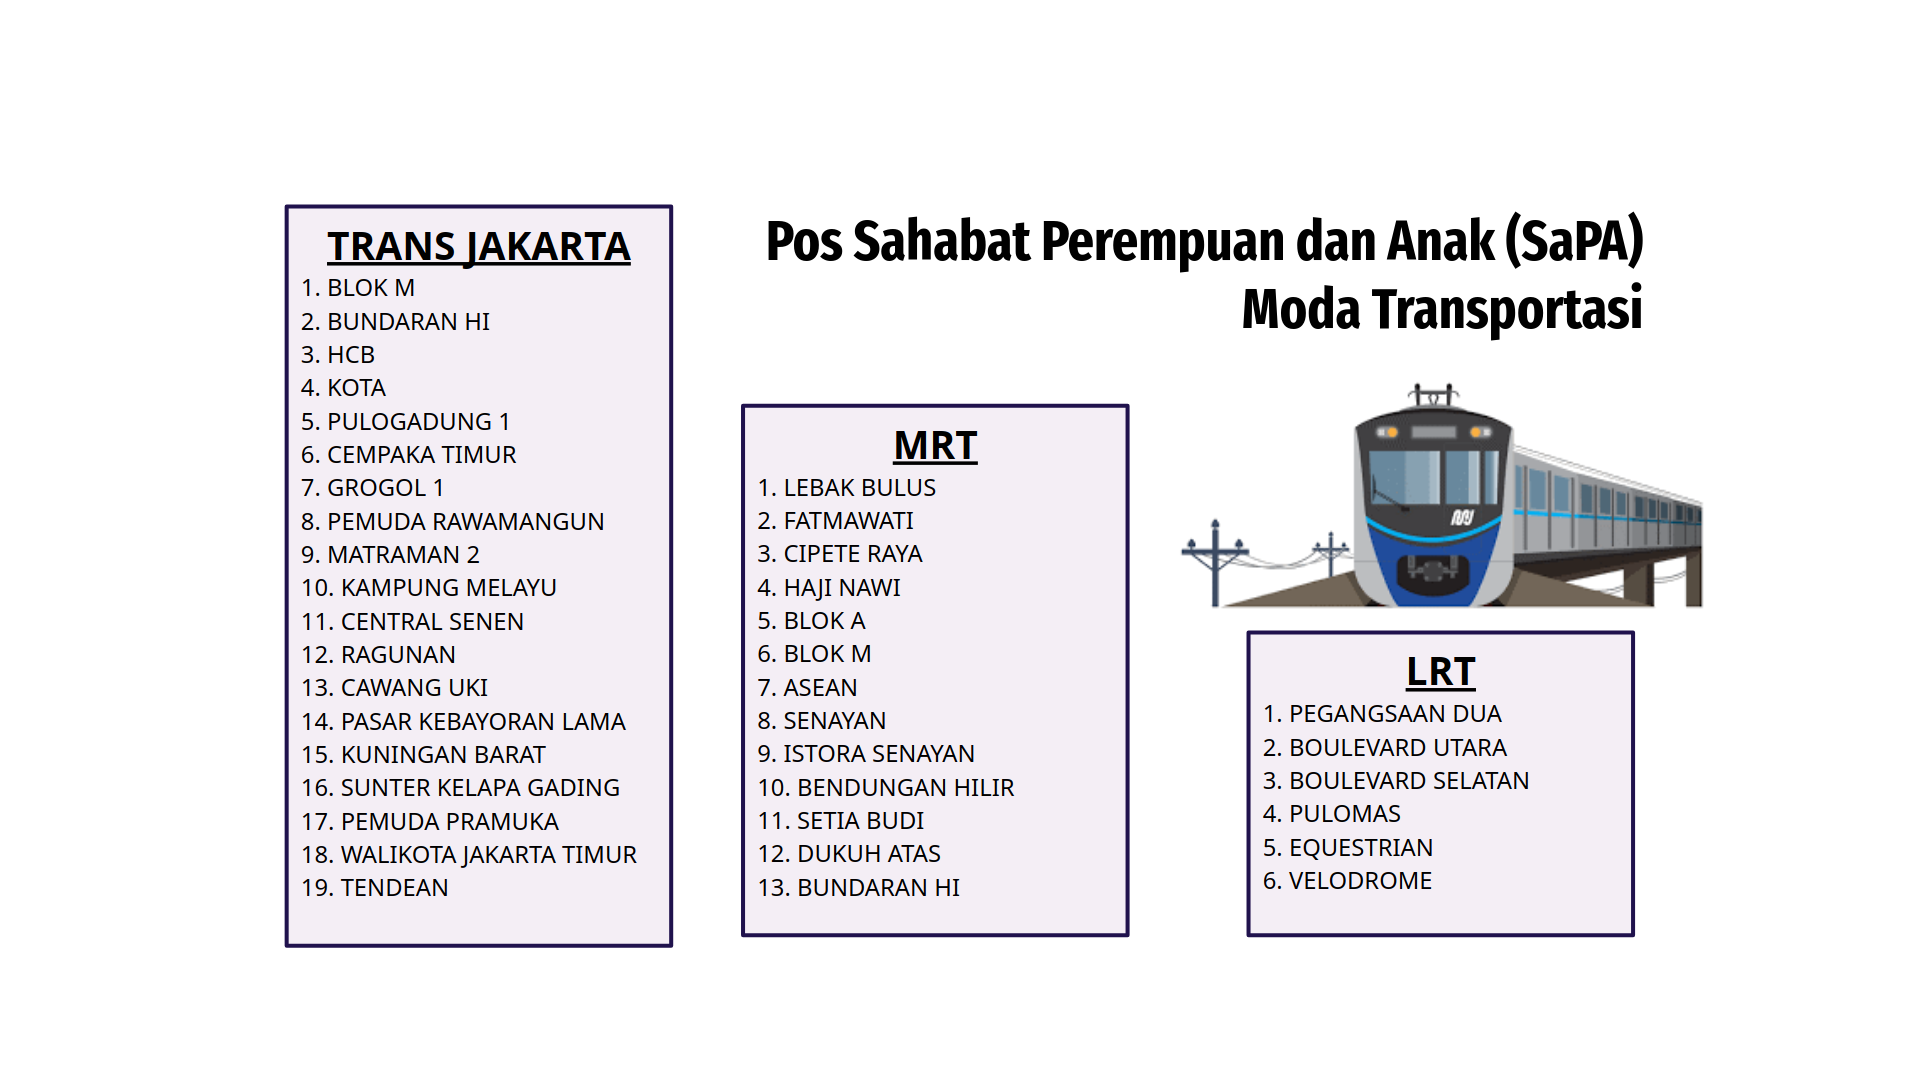 Pos Sahabat Perempuan dan Anak (SaPA)
Moda Transportasi
TRANS JAKARTA
1. BLOK M
2. BUNDARAN HI
3. HCB
4. KOTA
5. PULOGADUNG 1
6. CEMPAKA TIMUR
7. GROGOL 1
8. PEMUDA RAWAMANGUN
9. MATRAMAN 2
10. KAMPUNG MELAYU
11. CENTRAL SENEN
12. RAGUNAN
13. CAWANG UKI
14. PASAR KEBAYORAN LAMA
15. KUNINGAN BARAT
16. SUNTER KELAPA GADING
17. PEMUDA PRAMUKA
18. WALIKOTA JAKARTA TIMUR
19. TENDEAN
MRT
1. LEBAK BULUS
2. FATMAWATI
3. CIPETE RAYA
4. HAJI NAWI
5. BLOK A
6. BLOK M
7. ASEAN
8. SENAYAN
9. ISTORA SENAYAN
10. BENDUNGAN HILIR
11. SETIA BUDI
12. DUKUH ATAS
13. BUNDARAN HI
LRT
1. PEGANGSAAN DUA
2. BOULEVARD UTARA
3. BOULEVARD SELATAN
4. PULOMAS
5. EQUESTRIAN
6. VELODROME